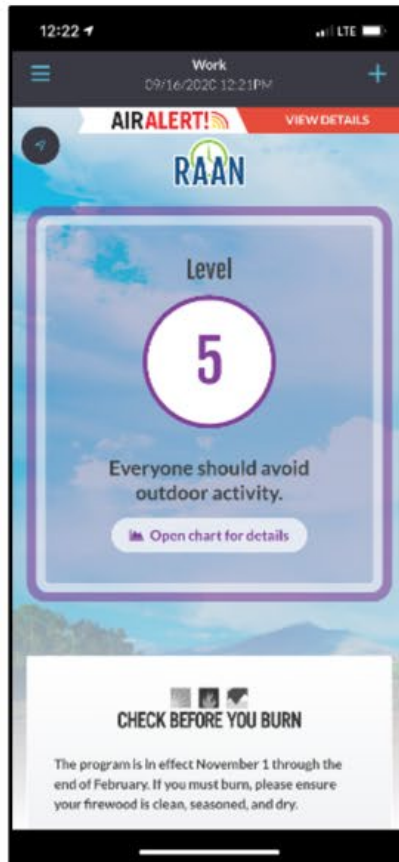 12:22
LTE
Work
09/16/2020 12:21PM
AIRALERT!
VIEW DETAILS
RAAN
Level
5
Everyone should avoid
outdoor activity.
Open chart for details
CHECK BEFORE YOU BURN
The program is in effect November 1 through the
end of February. If you must burn, please ensure
your firewood is clean, seasoned, and dry.